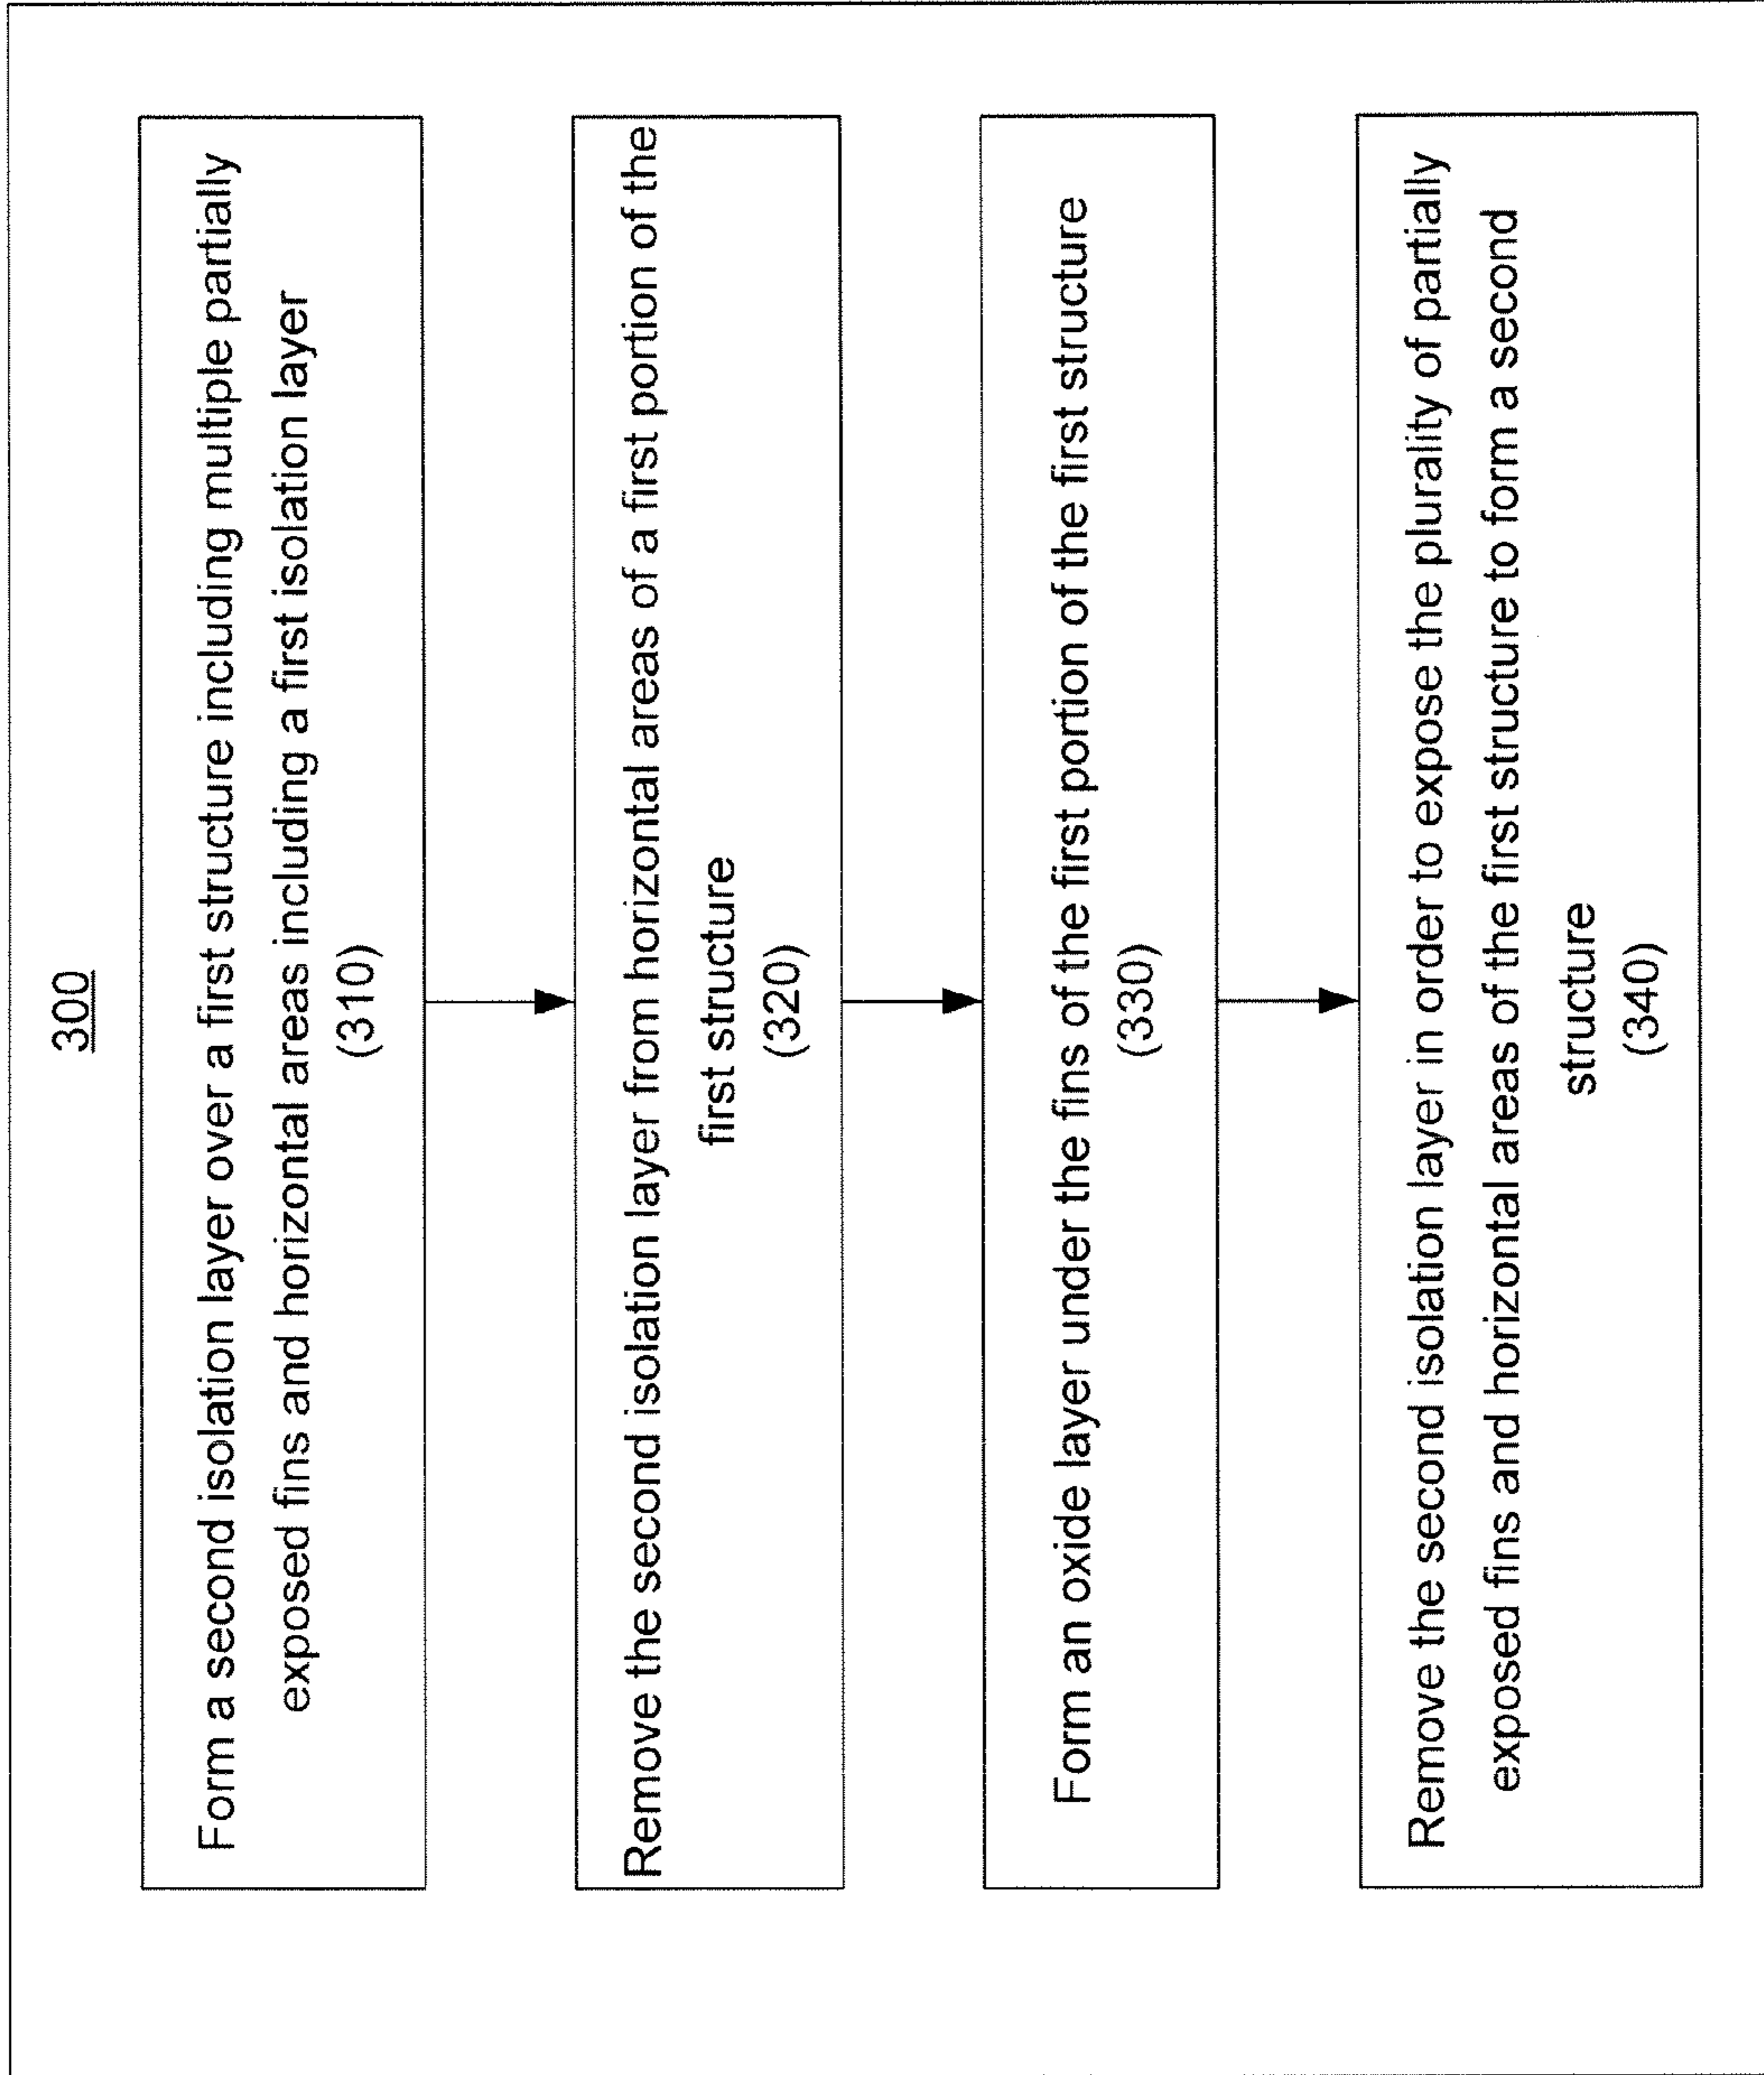 300
Form a second isolation layer over a first structure including multiple partially
exposed fins and horizontal areas including a first isolation layer
(310)
Remove the second isolation layer from horizontal areas of a first portion of the
first structure
(320)
Form an oxide layer under the fins of the first portion of the first structure
(330)
Remove the second isolation layer in order to expose the plurality of partially
exposed fins and horizontal areas of the first structure to form a second
structure
(340)